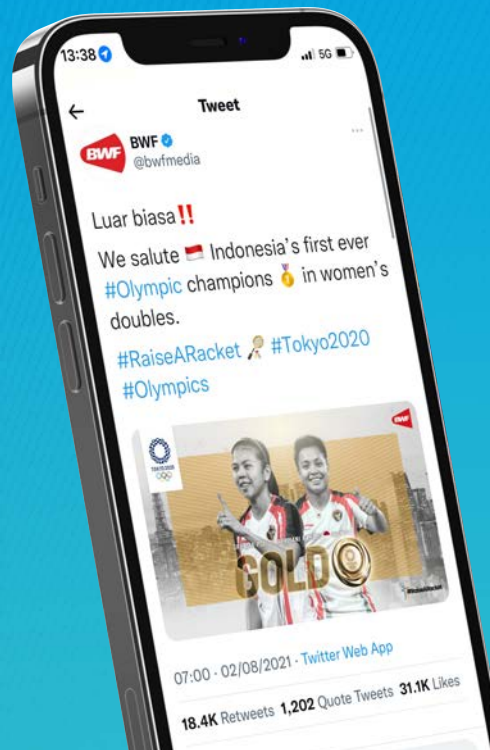 13:38
5G
Tweet
BWF
BWF
@bwfmedia
Luar biasa‼
We salute 🇮🇩 Indonesia's first ever
#Olympic champions 🥇 in women's
doubles.
#RaiseARacket 🏸 #Tokyo2020
#Olympics
BWF
TOKYO 2020
GOLD
#RaiseARacket
07:00 · 02/08/2021 · Twitter Web App
18.4K Retweets 1,202 Quote Tweets 31.1K Likes